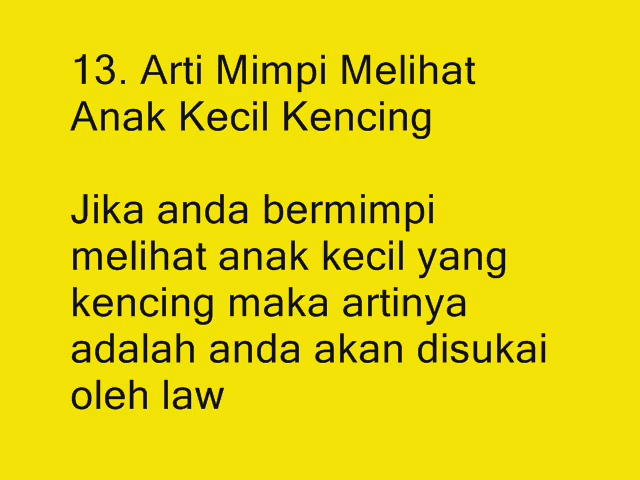 13. Arti Mimpi Melihat
Anak Kecil Kencing
Jika anda bermimpi
melihat anak kecil yang
kencing maka artinya
adalah anda akan disukai
oleh law